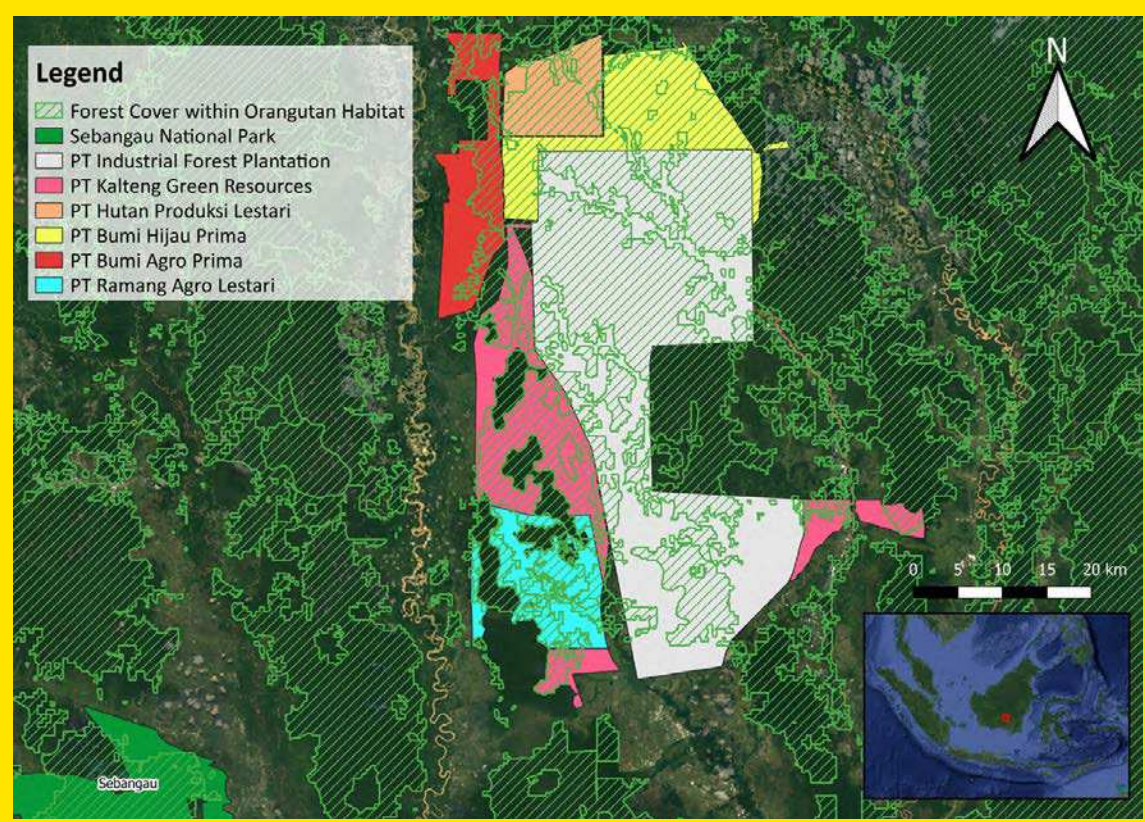 Legend
Forest Cover within Orangutan Habitat
Sebangau National Park
PT Industrial Forest Plantation
PT Kalteng Green Resources
PT Hutan Produksi Lestari
PT Bumi Hijau Prima
PT Bumi Agro Prima
PT Ramang Agro Lestari
N
0 5 10 15 20 km
Sebangau